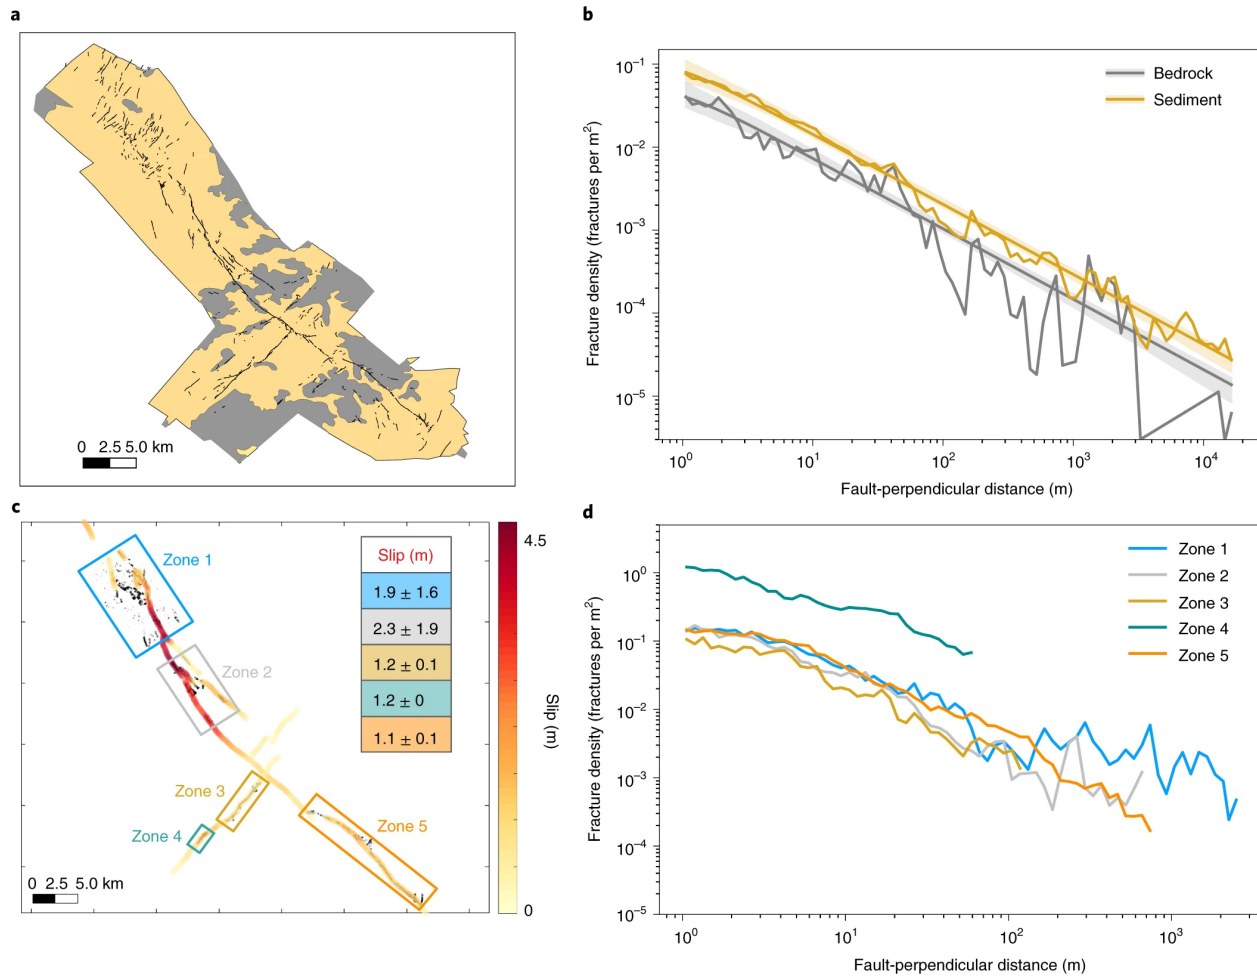 a
0 2.5 5.0 km
b
Fracture density (fractures per m²)
10⁻¹
10⁻²
10⁻³
10⁻⁴
10⁻⁵
Bedrock
Sediment
10⁰ 10¹ 10² 10³ 10⁴
Fault-perpendicular distance (m)
c
Zone 1
Zone 2
Zone 3
Zone 4
Zone 5
Slip (m)
1.9 ± 1.6
2.3 ± 1.9
1.2 ± 0.1
1.2 ± 0
1.1 ± 0.1
4.5
Slip (m)
0
0 2.5 5.0 km
d
Fracture density (fractures per m²)
10⁰
10⁻¹
10⁻²
10⁻³
10⁻⁴
10⁻⁵
Zone 1
Zone 2
Zone 3
Zone 4
Zone 5
10⁰ 10¹ 10² 10³
Fault-perpendicular distance (m)